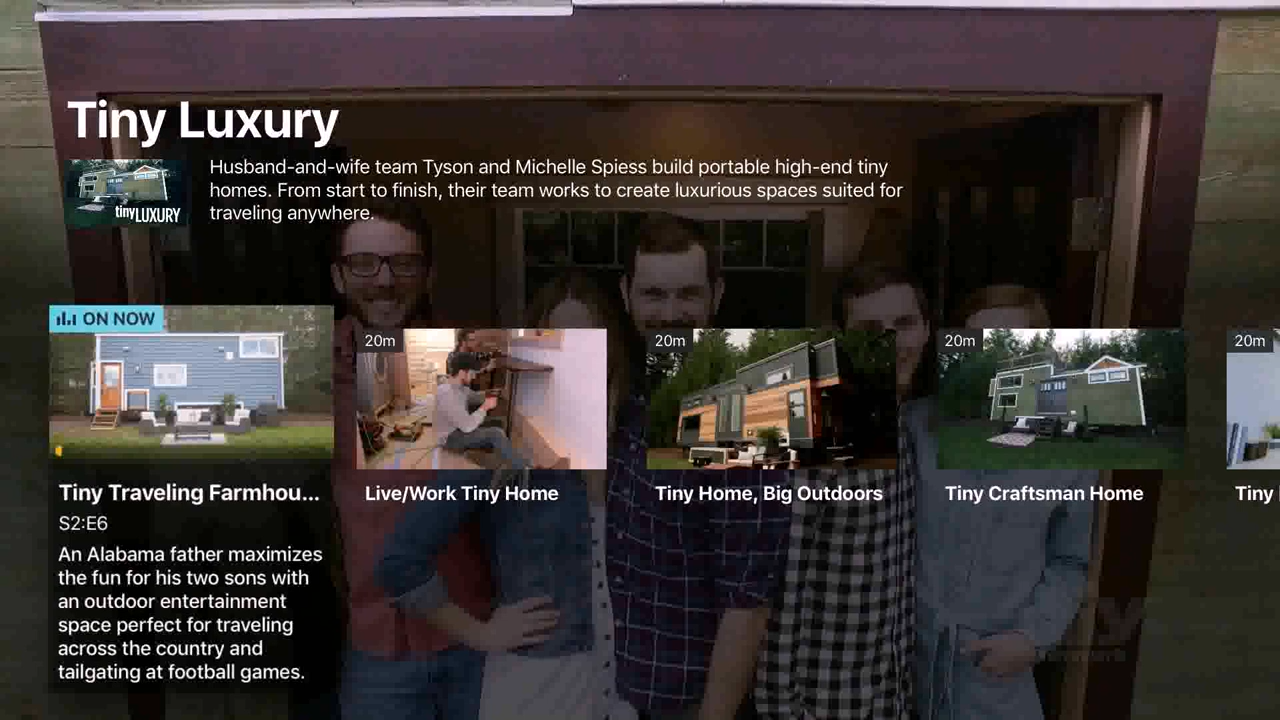 Tiny Luxury
tinyLUXURY
Husband-and-wife team Tyson and Michelle Spiess build portable high-end tiny
homes. From start to finish, their team works to create luxurious spaces suited for
traveling anywhere.
ON NOW
20m
20m
20m
20m
Tiny Traveling Farmhou...
Live/Work Tiny Home
Tiny Home, Big Outdoors
Tiny Craftsman Home
Tiny
S2:E6
An Alabama father maximizes
the fun for his two sons with
an outdoor entertainment
space perfect for traveling
across the country and
tailgating at football games.